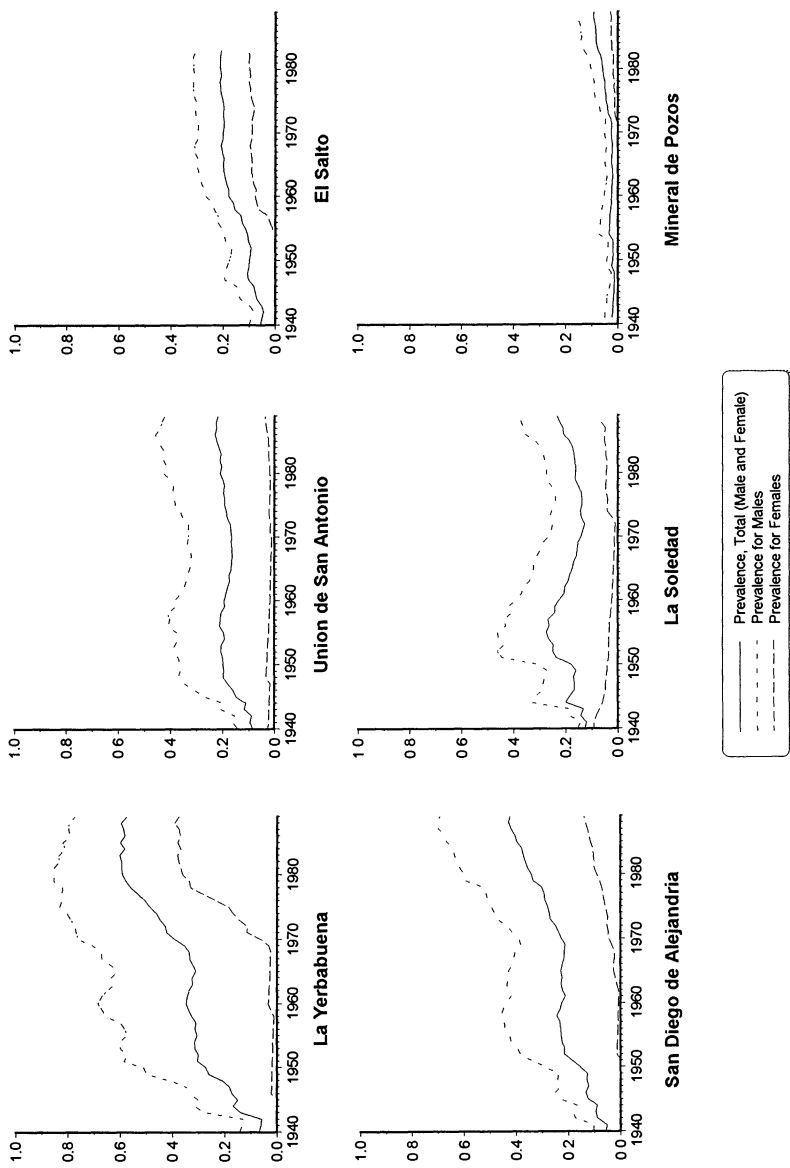 1.0
0.8
0.6
0.4
0.2
0.0
1940 1950 1960 1970 1980
La Yerbabuena
1.0
0 8
0 6
0 4
0.2
0.0
1940 1950 1960 1970 1980
Union de San Antonio
1.0
0 8
0 6
0 4
0.2
0.0
1940 1950 1960 1970 1980
El Salto
1.0
0 8
0 6
0 4
0.2
0.0
1940 1950 1960 1970 1980
San Diego de Alejandria
1.0
0 8
0 6
0 4
0.2
0 0
1940 1950 1960 1970 1980
La Soledad
1.0
0 8
0 6
0 4
0.2
0 0
1940 1950 1960 1970 1980
Mineral de Pozos
Prevalence, Total (Male and Female)
Prevalence for Males
Prevalence for Females